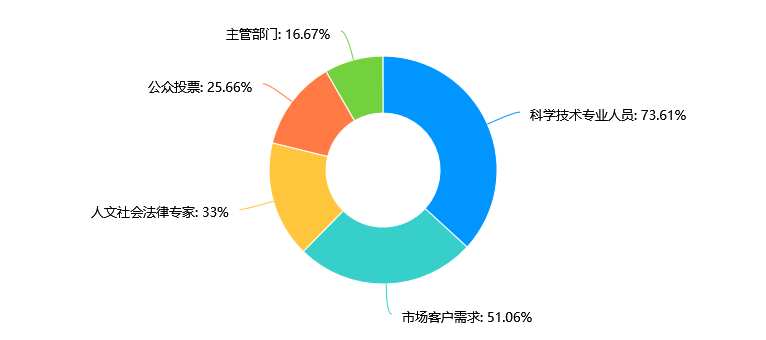 主管部门: 16.67%
公众投票: 25.66%
科学技术专业人员: 73.61%
人文社会法律专家: 33%
市场客户需求: 51.06%